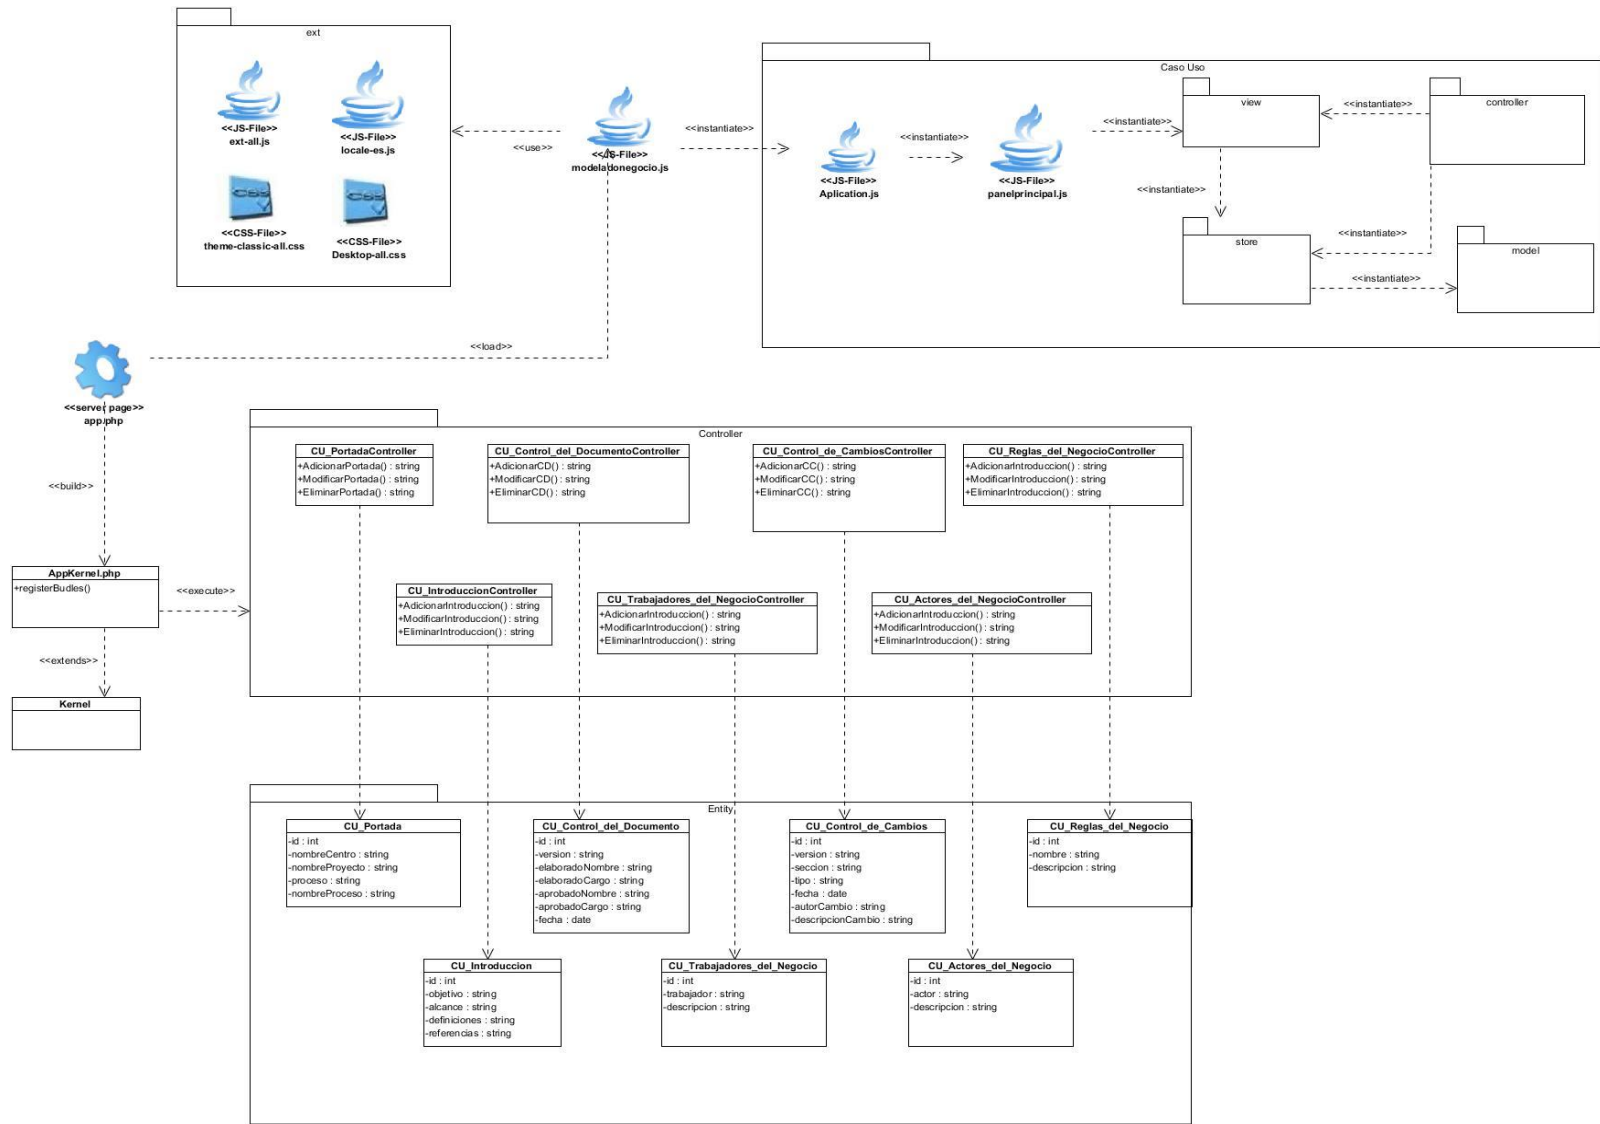 ext
<<JS-File>>
ext-all.js
<<JS-File>>
locale-es.js
<<CSS-File>>
theme-classic-all.css
<<CSS-File>>
Desktop-all.css
<<use>>
<<JS-File>>
modeladonegocio.js
<<instantiate>>
Caso Uso
<<JS-File>>
Aplication.js
<<instantiate>>
<<JS-File>>
panelprincipal.js
<<instantiate>>
view
<<instantiate>>
controller
<<instantiate>>
store
<<instantiate>>
<<instantiate>>
model
<<load>>
<<server page>>
app.php
<<build>>
AppKernel.php
+registerBudles()
<<execute>>
<<extends>>
Kernel
Controller
CU_PortadaController
+AdicionarPortada() : string
+ModificarPortada() : string
+EliminarPortada() : string
CU_Control_del_DocumentoController
+AdicionarCD() : string
+ModificarCD() : string
+EliminarCD() : string
CU_Control_de_CambiosController
+AdicionarCC() : string
+ModificarCC() : string
+EliminarCC() : string
CU_Reglas_del_NegocioController
+AdicionarIntroduccion() : string
+ModificarIntroduccion() : string
+EliminarIntroduccion() : string
CU_IntroduccionController
+AdicionarIntroduccion() : string
+ModificarIntroduccion() : string
+EliminarIntroduccion() : string
CU_Trabajadores_del_NegocioController
+AdicionarIntroduccion() : string
+ModificarIntroduccion() : string
+EliminarIntroduccion() : string
CU_Actores_del_NegocioController
+AdicionarIntroduccion() : string
+ModificarIntroduccion() : string
+EliminarIntroduccion() : string
Entity
CU_Portada
-id : int
-nombreCentro : string
-nombreProyecto : string
-proceso : string
-nombreProceso : string
CU_Control_del_Documento
-id : int
-version : string
-elaboradoNombre : string
-elaboradoCargo : string
-aprobadoNombre : string
-aprobadoCargo : string
-fecha : date
CU_Control_de_Cambios
-id : int
-version : string
-seccion : string
-tipo : string
-fecha : date
-autorCambio : string
-descripcionCambio : string
CU_Reglas_del_Negocio
-id : int
-nombre : string
-descripcion : string
CU_Introduccion
-id : int
-objetivo : string
-alcance : string
-definiciones : string
-referencias : string
CU_Trabajadores_del_Negocio
-id : int
-trabajador : string
-descripcion : string
CU_Actores_del_Negocio
-id : int
-actor : string
-descripcion : string